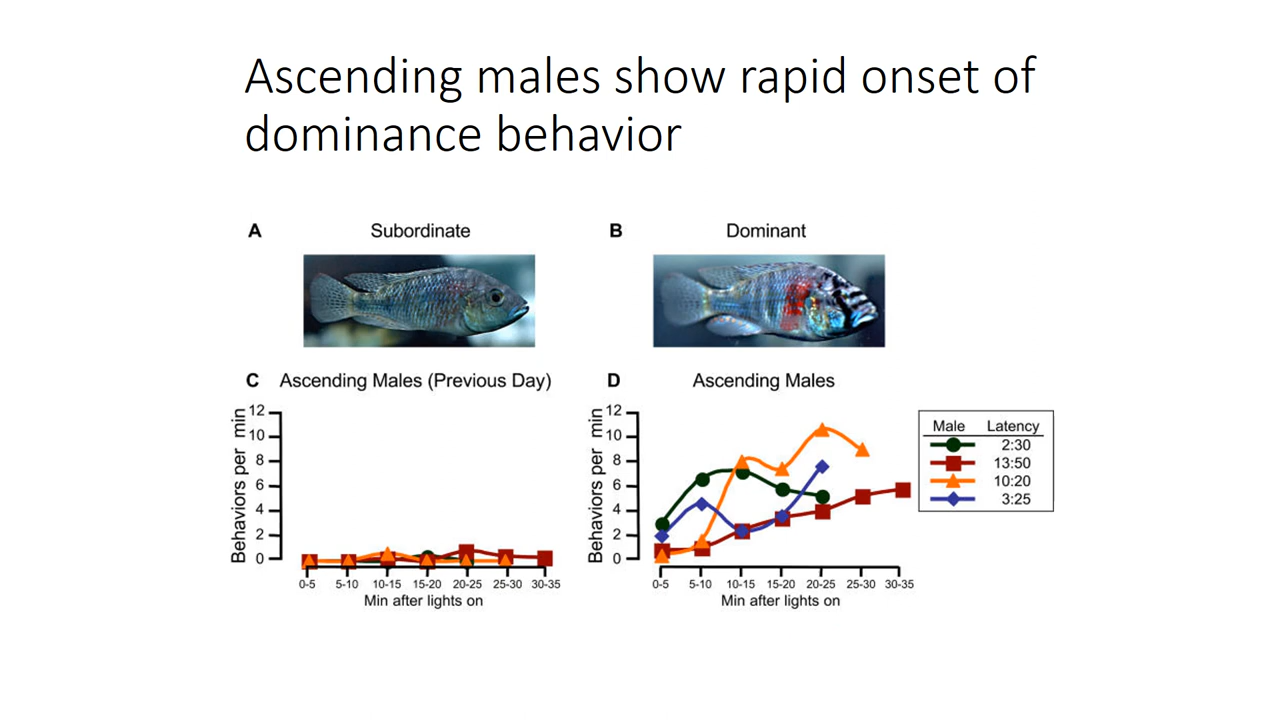 Ascending males show rapid onset of
dominance behavior
A Subordinate
B Dominant
C Ascending Males (Previous Day)
Behaviors per min
12
10
8
6
4
2
0
0-5 5-10 10-15 15-20 20-25 25-30 30-35
Min after lights on
D Ascending Males
Behaviors per min
12
10
8
6
4
2
0
0-5 5-10 10-15 15-20 20-25 25-30 30-35
Min after lights on
Male Latency
2:30
13:50
10:20
3:25